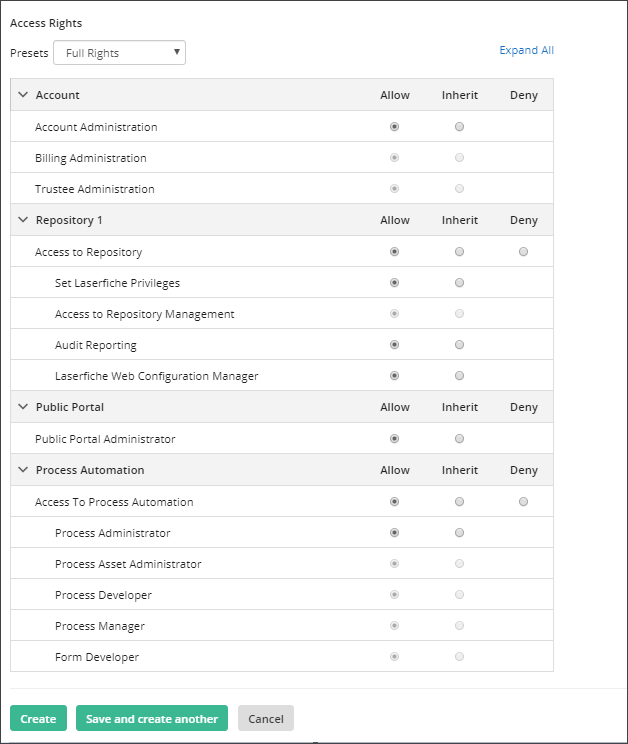 Access Rights
Presets Full Rights Expand All
Account Allow Inherit Deny
Account Administration
Billing Administration
Trustee Administration
Repository 1 Allow Inherit Deny
Access to Repository
Set Laserfiche Privileges
Access to Repository Management
Audit Reporting
Laserfiche Web Configuration Manager
Public Portal Allow Inherit Deny
Public Portal Administrator
Process Automation Allow Inherit Deny
Access To Process Automation
Process Administrator
Process Asset Administrator
Process Developer
Process Manager
Form Developer
Create Save and create another Cancel